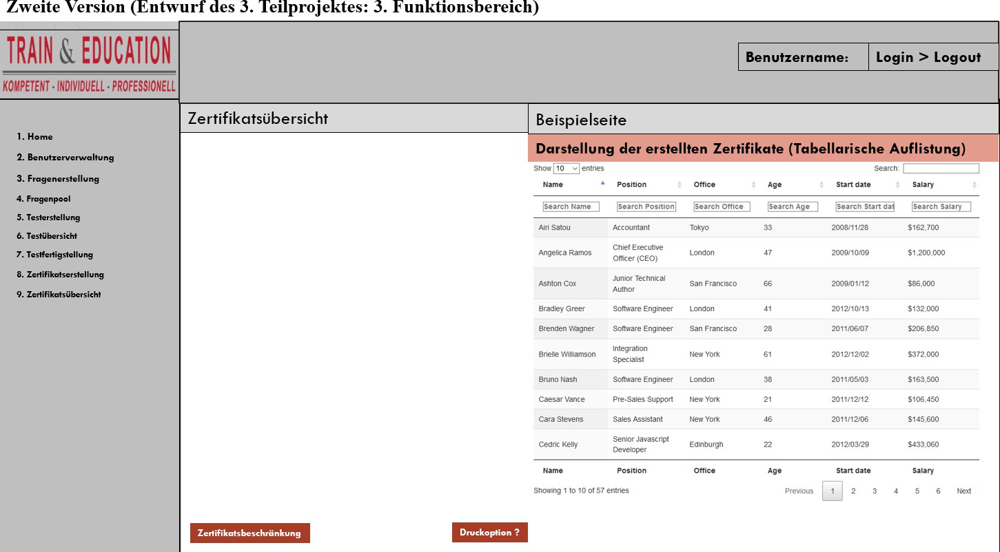 Zweite Version (Entwurf des 3. Teilprojektes: 3. Funktionsbereich)
TRAIN & EDUCATION
KOMPETENT - INDIVIDUELL - PROFESSIONELL
Benutzername: Login > Logout
1. Home
2. Benutzerverwaltung
3. Fragenerstellung
4. Fragenpool
5. Testerstellung
6. Testübersicht
7. Testfertigstellung
8. Zertifikatserstellung
9. Zertifikatsübersicht
Zertifikatsübersicht
Zertifikatsbeschränkung
Druckoption ?
Beispielseite
Darstellung der erstellten Zertifikate (Tabellarische Auflistung)
Show 10 entries Search:
Name Position Office Age Start date Salary
Search Name Search Position Search Office Search Age Search Start dat Search Salary
Airi Satou Accountant Tokyo 33 2008/11/28 $162,700
Angelica Ramos Chief Executive Officer (CEO) London 47 2009/10/09 $1,200,000
Ashton Cox Junior Technical Author San Francisco 66 2009/01/12 $86,000
Bradley Greer Software Engineer London 41 2012/10/13 $132,000
Brenden Wagner Software Engineer San Francisco 28 2011/06/07 $206,850
Brielle Williamson Integration Specialist New York 61 2012/12/02 $372,000
Bruno Nash Software Engineer London 38 2011/05/03 $163,500
Caesar Vance Pre-Sales Support New York 21 2011/12/12 $106,450
Cara Stevens Sales Assistant New York 46 2011/12/06 $145,600
Cedric Kelly Senior Javascript Developer Edinburgh 22 2012/03/29 $433,060
Name Position Office Age Start date Salary
Showing 1 to 10 of 57 entries Previous 1 2 3 4 5 6 Next